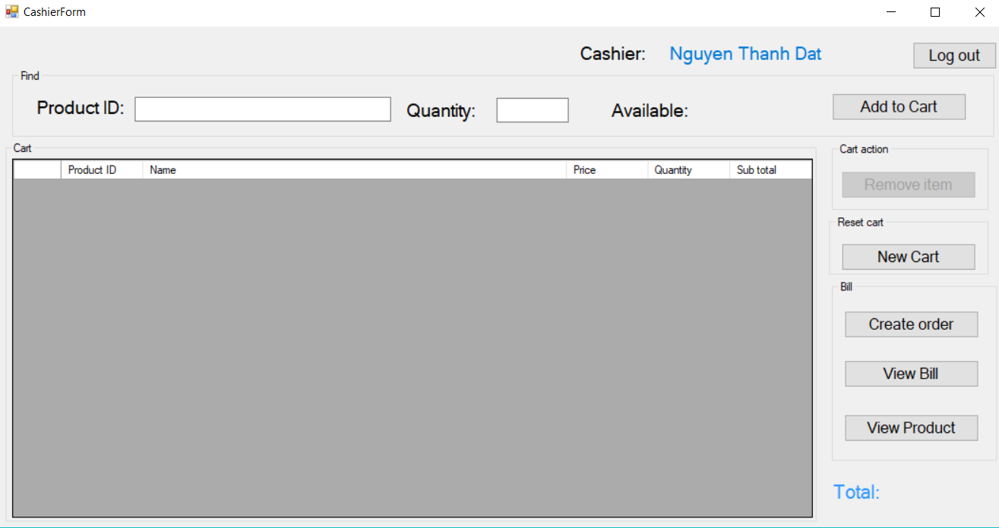 CashierForm
Cashier: Nguyen Thanh Dat Log out
Find
Product ID: Quantity: Available: Add to Cart
Cart
Product ID Name Price Quantity Sub total
Cart action
Remove item
Reset cart
New Cart
Bill
Create order
View Bill
View Product
Total: